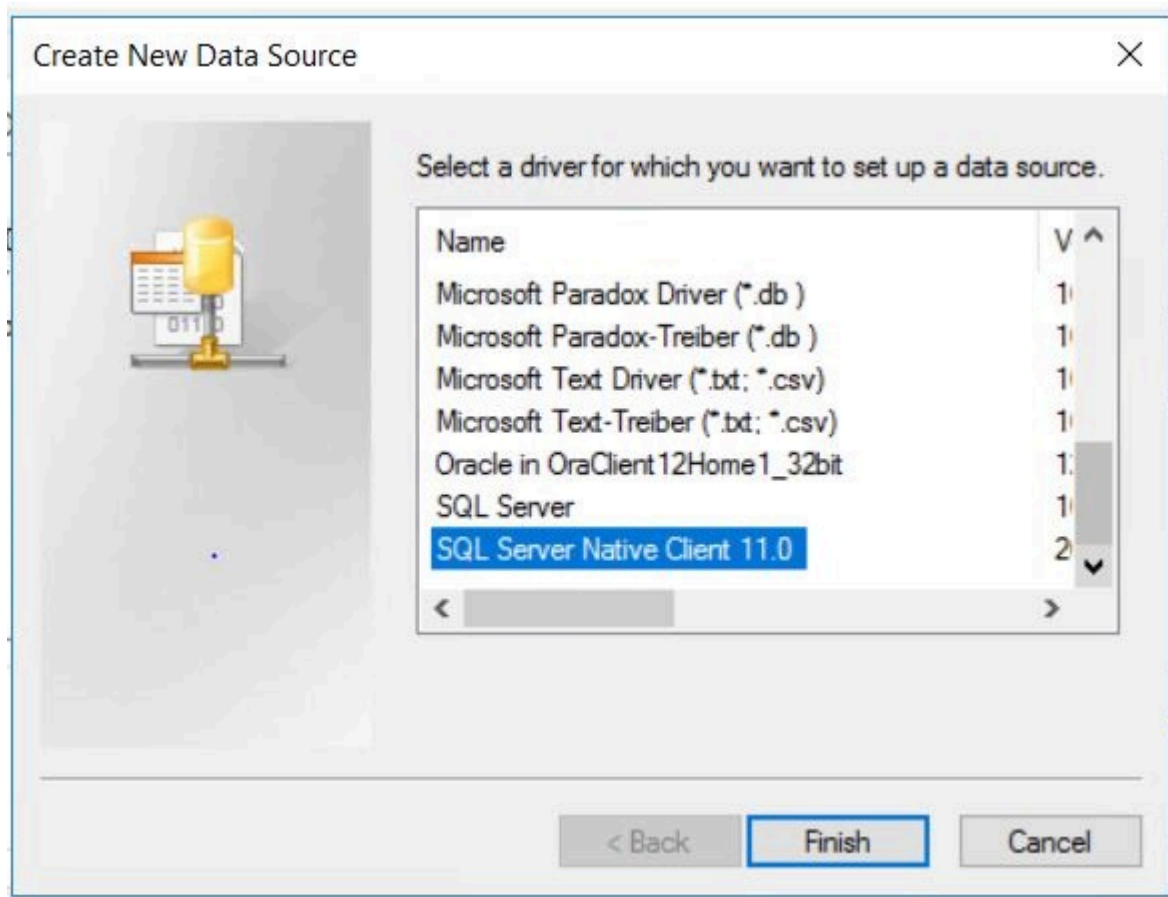 Create New Data Source
Select a driver for which you want to set up a data source.
Name V
Microsoft Paradox Driver (*.db )
Microsoft Paradox-Treiber (*.db )
Microsoft Text Driver (*.txt; *.csv)
Microsoft Text-Treiber (*.txt; *.csv)
Oracle in OraClient12Home1_32bit
SQL Server
SQL Server Native Client 11.0
< Back Finish Cancel